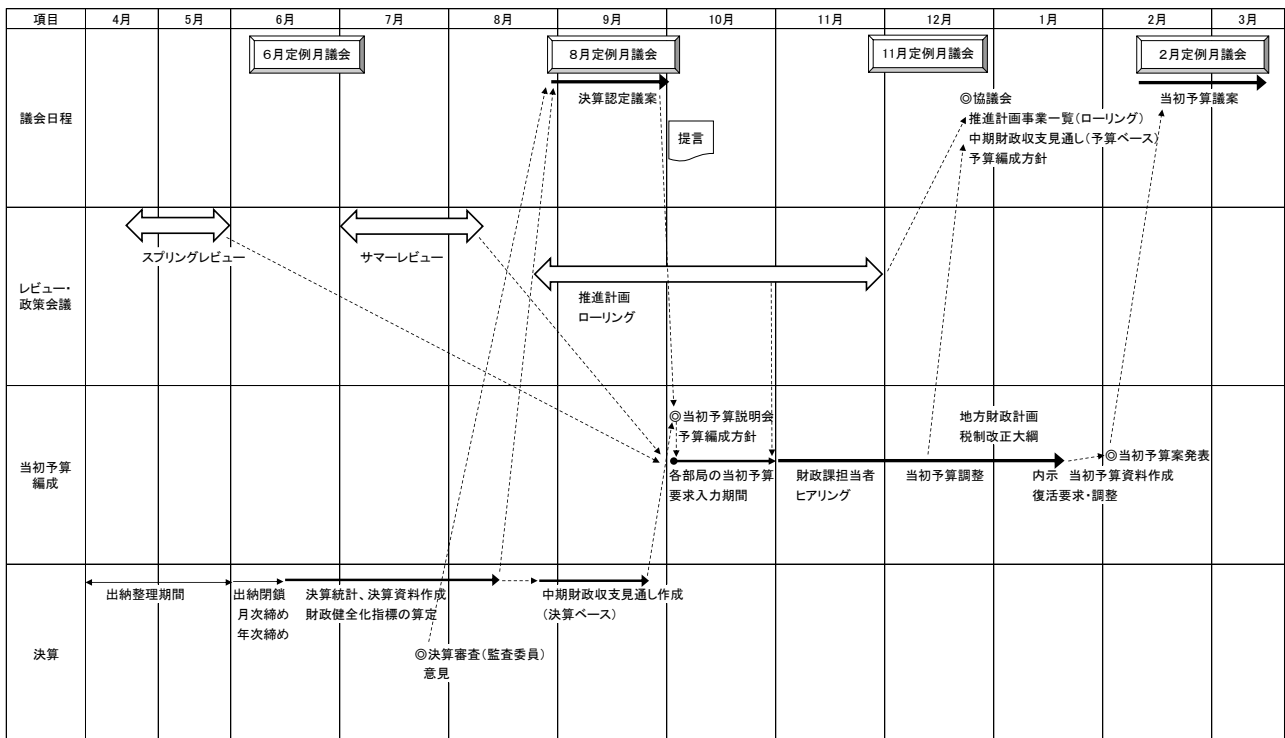 項目
4月
5月
6月
7月
8月
9月
10月
11月
12月
1月
2月
3月
議会日程
6月定例月議会
8月定例月議会
11月定例月議会
2月定例月議会
決算認定議案
提言
◎協議会
推進計画事業一覧(ローリング)
中期財政収支見通し(予算ベース)
予算編成方針
当初予算議案
レビュー・
政策会議
スプリングレビュー
サマーレビュー
推進計画
ローリング
当初予算
編成
◎当初予算説明会
予算編成方針
各部局の当初予算
要求入力期間
財政課担当者
ヒアリング
当初予算調整
地方財政計画
税制改正大綱
内示 当初予算資料作成
復活要求・調整
◎当初予算案発表
決算
出納整理期間
出納閉鎖
月次締め
年次締め
決算統計、決算資料作成
財政健全化指標の算定
◎決算審査(監査委員)
意見
中期財政収支見通し作成
(決算ベース)